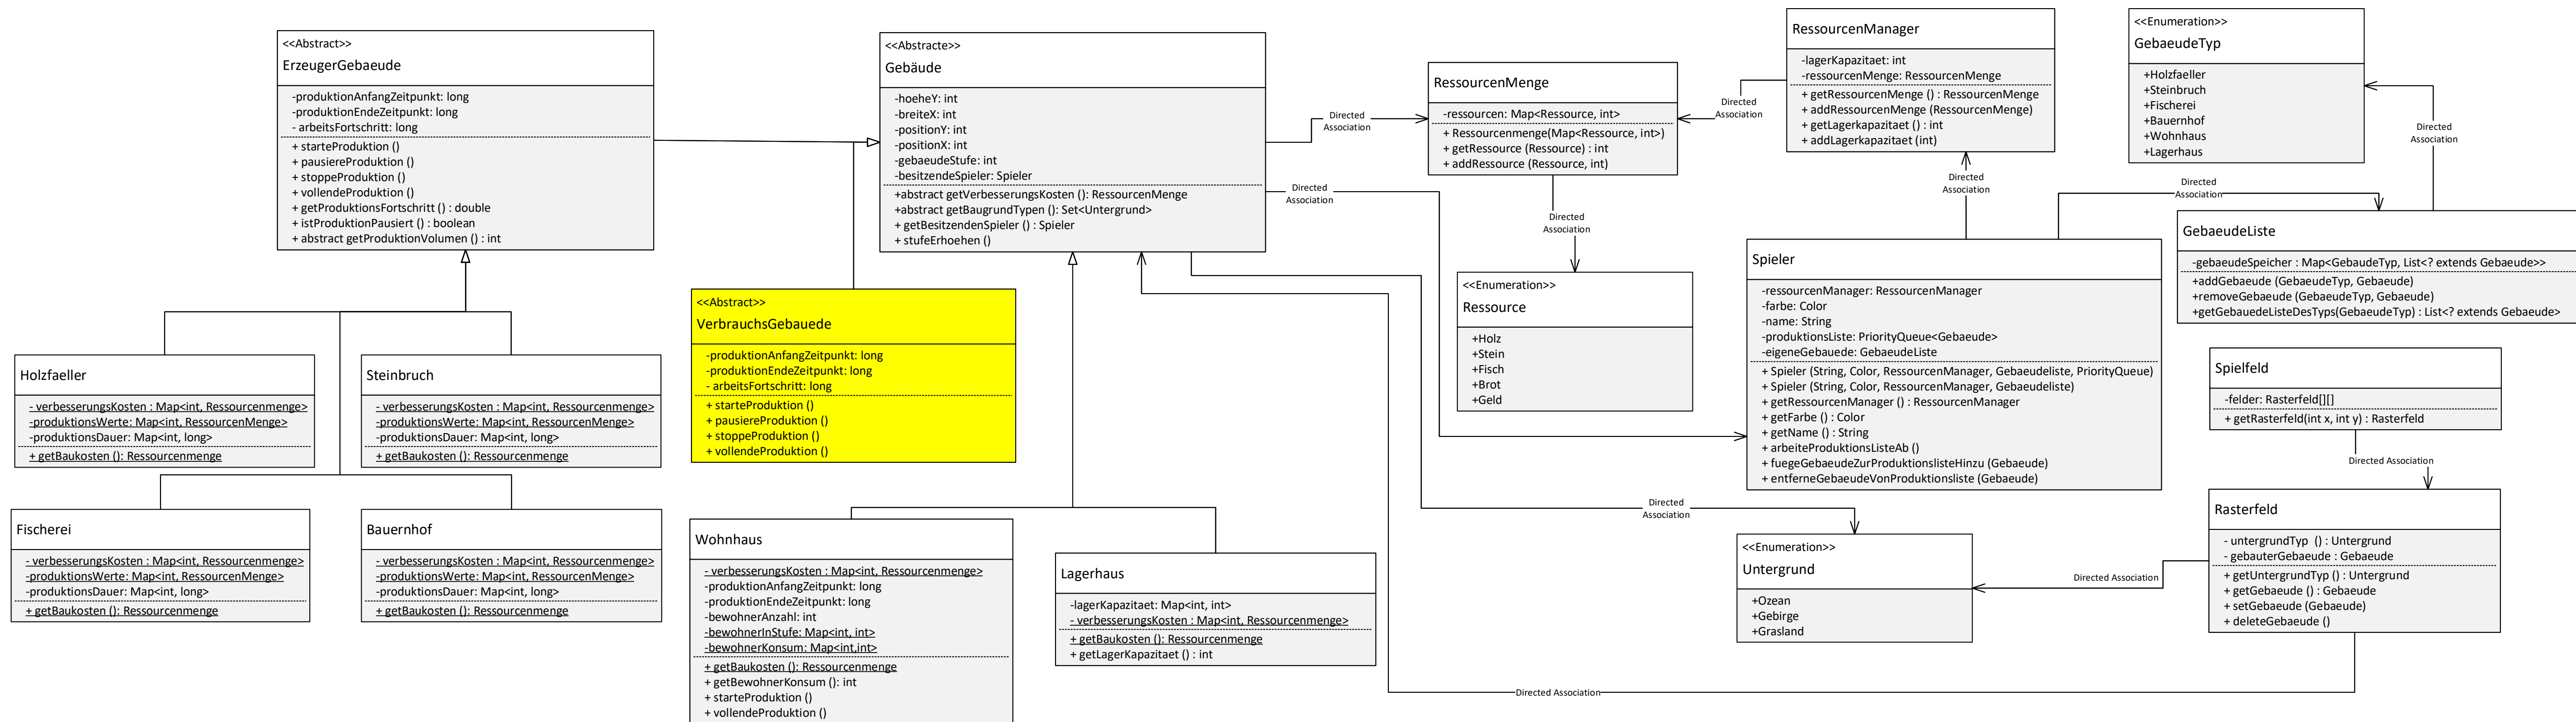 <<Abstract>>
ErzeugerGebaeude
-produktionAnfangZeitpunkt: long
-produktionEndeZeitpunkt: long
- arbeitsFortschritt: long
+ starteProduktion ()
+ pausiereProduktion ()
+ stoppeProduktion ()
+ vollendeProduktion ()
+ getProduktionsFortschritt () : double
+ istProduktionPausiert () : boolean
+ abstract getProduktionVolumen () : int
<<Abstracte>>
Gebäude
-hoeheY: int
-breiteX: int
-positionY: int
-positionX: int
-gebaeudeStufe: int
-besitzendeSpieler: Spieler
+abstract getVerbesserungsKosten (): RessourcenMenge
+abstract getBaugrundTypen (): Set<Untergrund>
+ getBesitzendenSpieler () : Spieler
+ stufeErhoehen ()
Directed
Association
Directed
Association
RessourcenMenge
-ressourcen: Map<Ressource, int>
+ Ressourcenmenge(Map<Ressource, int>)
+ getRessource (Ressource) : int
+ addRessource (Ressource, int)
Directed
Association
RessourcenManager
-lagerKapazitaet: int
-ressourcenMenge: RessourcenMenge
+ getRessourcenMenge () : RessourcenMenge
+ addRessourcenMenge (RessourcenMenge)
+ getLagerkapazitaet () : int
+ addLagerkapazitaet (int)
<<Enumeration>>
GebaeudeTyp
+Holzfaeller
+Steinbruch
+Fischerei
+Bauernhof
+Wohnhaus
+Lagerhaus
Directed
Association
Directed
Association
Directed
Association
Directed
Association
GebaeudeListe
-gebaeudeSpeicher : Map<GebaudeTyp, List<? extends Gebaeude>>
+addGebaeude (GebaeudeTyp, Gebaeude)
+removeGebaeude (GebaeudeTyp, Gebaeude)
+getGebauedeListeDesTyps(GebaeudeTyp) : List<? extends Gebaeude>
<<Enumeration>>
Ressource
+Holz
+Stein
+Fisch
+Brot
+Geld
Spieler
-ressourcenManager: RessourcenManager
-farbe: Color
-name: String
-produktionsListe: PriorityQueue<Gebaeude>
-eigeneGebauede: GebaeudeListe
+ Spieler (String, Color, RessourcenManager, Gebaeudeliste, PriorityQueue)
+ Spieler (String, Color, RessourcenManager, Gebaeudeliste)
+ getRessourcenManager () : RessourcenManager
+ getFarbe () : Color
+ getName () : String
+ arbeiteProduktionsListeAb ()
+ fuegeGebaeudeZurProduktionslisteHinzu (Gebaeude)
+ entferneGebaeudeVonProduktionsliste (Gebaeude)
<<Abstract>>
VerbrauchsGebauede
-produktionAnfangZeitpunkt: long
-produktionEndeZeitpunkt: long
- arbeitsFortschritt: long
+ starteProduktion ()
+ pausiereProduktion ()
+ stoppeProduktion ()
+ vollendeProduktion ()
Holzfaeller
- verbesserungsKosten : Map<int, Ressourcenmenge>
-produktionsWerte: Map<int, RessourcenMenge>
-produktionsDauer: Map<int, long>
+ getBaukosten (): Ressourcenmenge
Steinbruch
- verbesserungsKosten : Map<int, Ressourcenmenge>
-produktionsWerte: Map<int, RessourcenMenge>
-produktionsDauer: Map<int, long>
+ getBaukosten (): Ressourcenmenge
Spielfeld
-felder: Rasterfeld[][]
+ getRasterfeld(int x, int y) : Rasterfeld
Directed Association
Fischerei
- verbesserungsKosten : Map<int, Ressourcenmenge>
-produktionsWerte: Map<int, RessourcenMenge>
-produktionsDauer: Map<int, long>
+ getBaukosten (): Ressourcenmenge
Bauernhof
- verbesserungsKosten : Map<int, Ressourcenmenge>
-produktionsWerte: Map<int, RessourcenMenge>
-produktionsDauer: Map<int, long>
+ getBaukosten (): Ressourcenmenge
Wohnhaus
- verbesserungsKosten : Map<int, Ressourcenmenge>
-produktionAnfangZeitpunkt: long
-produktionEndeZeitpunkt: long
-bewohnerAnzahl: int
-bewohnerInStufe: Map<int, int>
-bewohnerKonsum: Map<int,int>
+ getBaukosten (): Ressourcenmenge
+ getBewohnerKonsum (): int
+ starteProduktion ()
+ vollendeProduktion ()
Lagerhaus
-lagerKapazitaet: Map<int, int>
- verbesserungsKosten : Map<int, Ressourcenmenge>
+ getBaukosten (): Ressourcenmenge
+ getLagerKapazitaet () : int
Directed
Association
<<Enumeration>>
Untergrund
+Ozean
+Gebirge
+Grasland
Directed Association
Rasterfeld
- untergrundTyp () : Untergrund
- gebauterGebaeude : Gebaeude
+ getUntergrundTyp () : Untergrund
+ getGebaeude () : Gebaeude
+ setGebaeude (Gebaeude)
+ deleteGebaeude ()
Directed Association